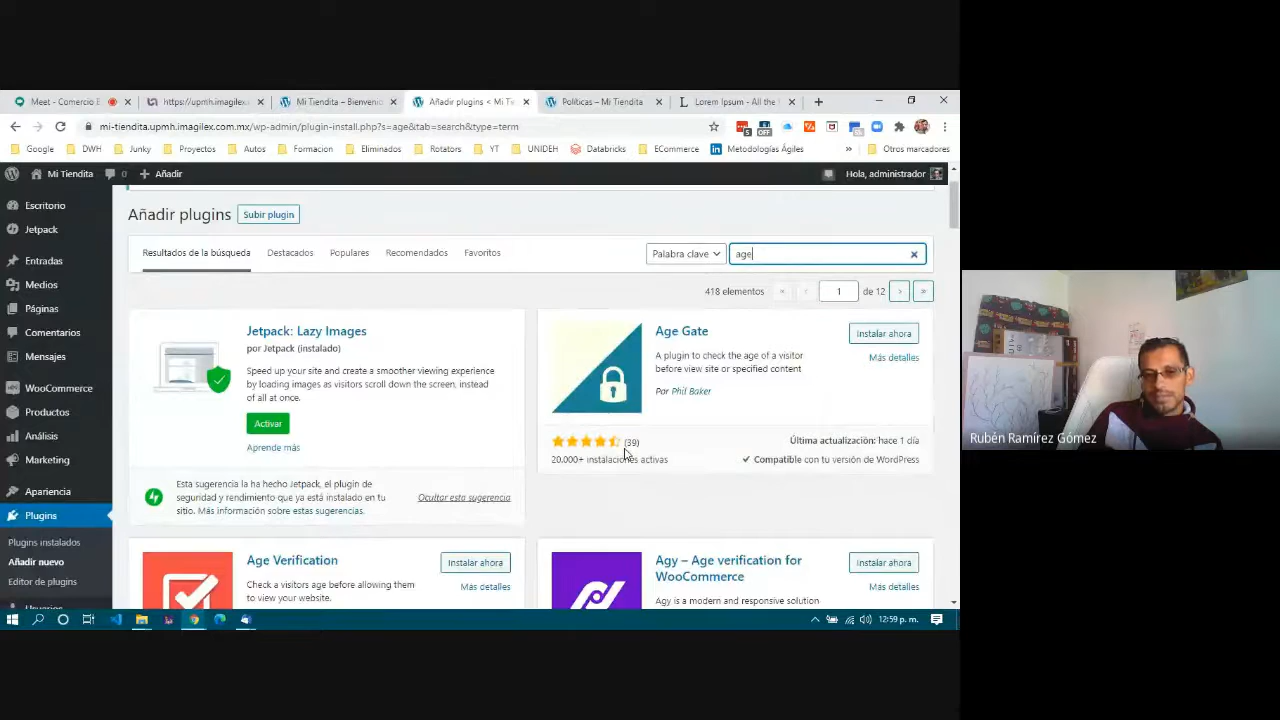 Meet - Comercio E
https://upmh.imagilex.c
Mi Tiendita – Bienveni
Añadir plugins < Mi Tie
Políticas – Mi Tiendita
Lorem Ipsum - All the
mi-tiendita.upmh.imagilex.com.mx/wp-admin/plugin-install.php?s=age&tab=search&type=term
Google DWH Junky Proyectos Autos Formacion Eliminados Rotators YT UNIDEH Databricks ECommerce Metodologías Ágiles » Otros marcadores
Mi Tiendita 0 Añadir Hola, administrador
Escritorio
Jetpack
Entradas
Medios
Páginas
Comentarios
Mensajes
WooCommerce
Productos
Análisis
Marketing
Apariencia
Plugins
Plugins instalados
Añadir nuevo
Editor de plugins
Usuarios
Añadir plugins Subir plugin
Resultados de la búsqueda Destacados Populares Recomendados Favoritos Palabra clave age
418 elementos « ‹ 1 de 12 › »
Jetpack: Lazy Images
por Jetpack (instalado)
Speed up your site and create a smoother viewing experience
by loading images as visitors scroll down the screen, instead
of all at once.
Activar
Aprende más
Esta sugerencia la ha hecho Jetpack, el plugin de
seguridad y rendimiento que ya está instalado en tu
sitio. Más información sobre estas sugerencias.
Ocultar esta sugerencia
Age Gate
Instalar ahora
Más detalles
A plugin to check the age of a visitor
before view site or specified content
Por Phil Baker
(39)
20.000+ instalaciones activas
Última actualización: hace 1 día
Compatible con tu versión de WordPress
Age Verification
Instalar ahora
Más detalles
Check a visitors age before allowing them
to view your website.
Agy – Age verification for
WooCommerce
Instalar ahora
Más detalles
Agy is a modern and responsive solution
12:59 p. m.
Rubén Ramírez Gómez